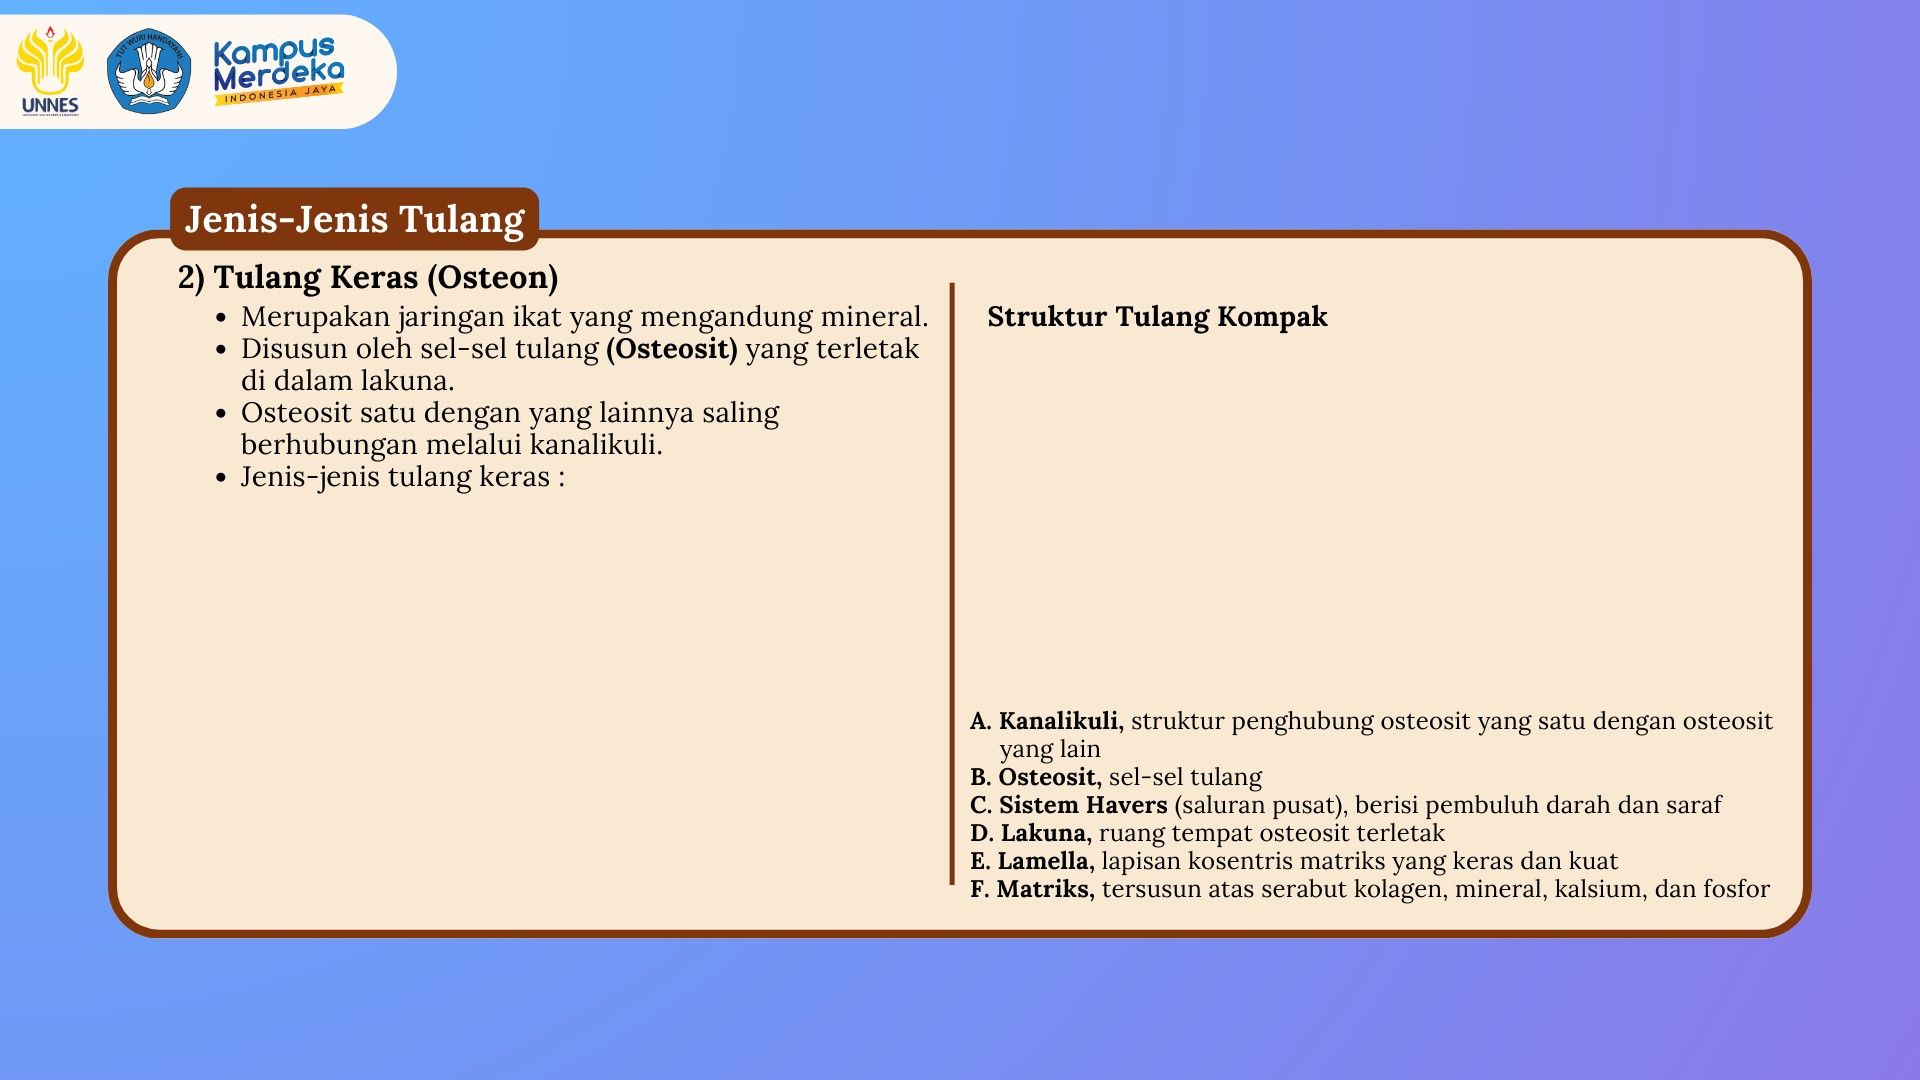 UNNES
TUT WURI HANDAYANI
Kampus
Merdeka
INDONESIA JAYA
Jenis-Jenis Tulang
2) Tulang Keras (Osteon)
• Merupakan jaringan ikat yang mengandung mineral.
• Disusun oleh sel-sel tulang (Osteosit) yang terletak
di dalam lakuna.
• Osteosit satu dengan yang lainnya saling
berhubungan melalui kanalikuli.
• Jenis-jenis tulang keras :
Struktur Tulang Kompak
A. Kanalikuli, struktur penghubung osteosit yang satu dengan osteosit
yang lain
B. Osteosit, sel-sel tulang
C. Sistem Havers (saluran pusat), berisi pembuluh darah dan saraf
D. Lakuna, ruang tempat osteosit terletak
E. Lamella, lapisan kosentris matriks yang keras dan kuat
F. Matriks, tersusun atas serabut kolagen, mineral, kalsium, dan fosfor